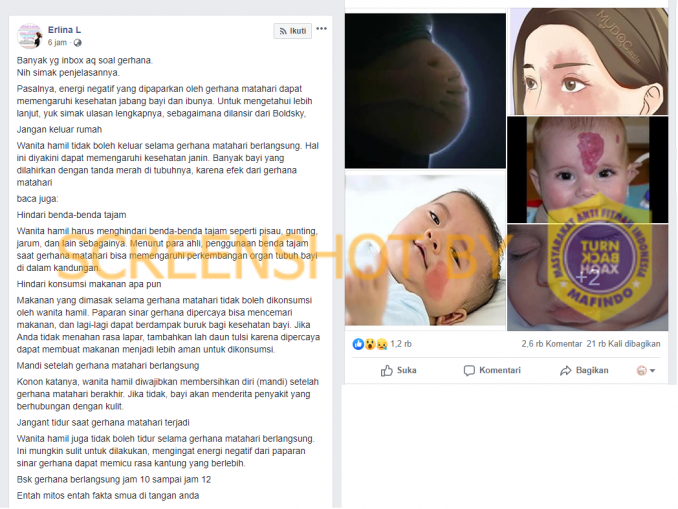 Erlina L
6 jam ·
Ikuti
Banyak yg inbox aq soal gerhana.
Nih simak penjelasannya.
Pasalnya, energi negatif yang dipaparkan oleh gerhana matahari dapat
memengaruhi kesehatan jabang bayi dan ibunya. Untuk mengetahui lebih
lanjut, yuk simak ulasan lengkapnya, sebagaimana dilansir dari Boldsky,
Jangan keluar rumah
Wanita hamil tidak boleh keluar selama gerhana matahari berlangsung. Hal
ini diyakini dapat memengaruhi kesehatan janin. Banyak bayi yang
dilahirkan dengan tanda merah di tubuhnya, karena efek dari gerhana
matahari
baca juga:
Hindari benda-benda tajam
Wanita hamil harus menghindari benda-benda tajam seperti pisau, gunting,
jarum, dan lain sebagainya. Menurut para ahli, penggunaan benda tajam
saat gerhana matahari bisa memengaruhi perkembangan organ tubuh bayi
di dalam kandungan.
Hindari konsumsi makanan apa pun
Makanan yang dimasak selama gerhana matahari tidak boleh dikonsumsi
oleh wanita hamil. Paparan sinar gerhana dipercaya bisa mencemari
makanan, dan lagi-lagi dapat berdampak buruk bagi kesehatan bayi. Jika
Anda tidak menahan rasa lapar, tambahkan lah daun tulsi karena dipercaya
dapat membuat makanan menjadi lebih aman untuk dikonsumsi.
Mandi setelah gerhana matahari berlangsung
Konon katanya, wanita hamil diwajibkan membersihkan diri (mandi) setelah
gerhana matahari berakhir. Jika tidak, bayi akan menderita penyakit yang
berhubungan dengan kulit.
Jangant tidur saat gerhana matahari terjadi
Wanita hamil juga tidak boleh tidur selama gerhana matahari berlangsung.
Ini mungkin sulit untuk dilakukan, mengingat energi negatif dari paparan
sinar gerhana dapat memicu rasa kantung yang berlebih.
Bsk gerhana berlangsung jam 10 sampai jam 12
Entah mitos entah fakta smua di tangan anda
SCREENSHOT BY
MASYARAKAT ANTI FITNAH INDONESIA
TURN
BACK
HOAX
MAFINDO
+2
1,2 rb
2,6 rb Komentar 21 rb Kali dibagikan
Suka
Komentari
Bagikan